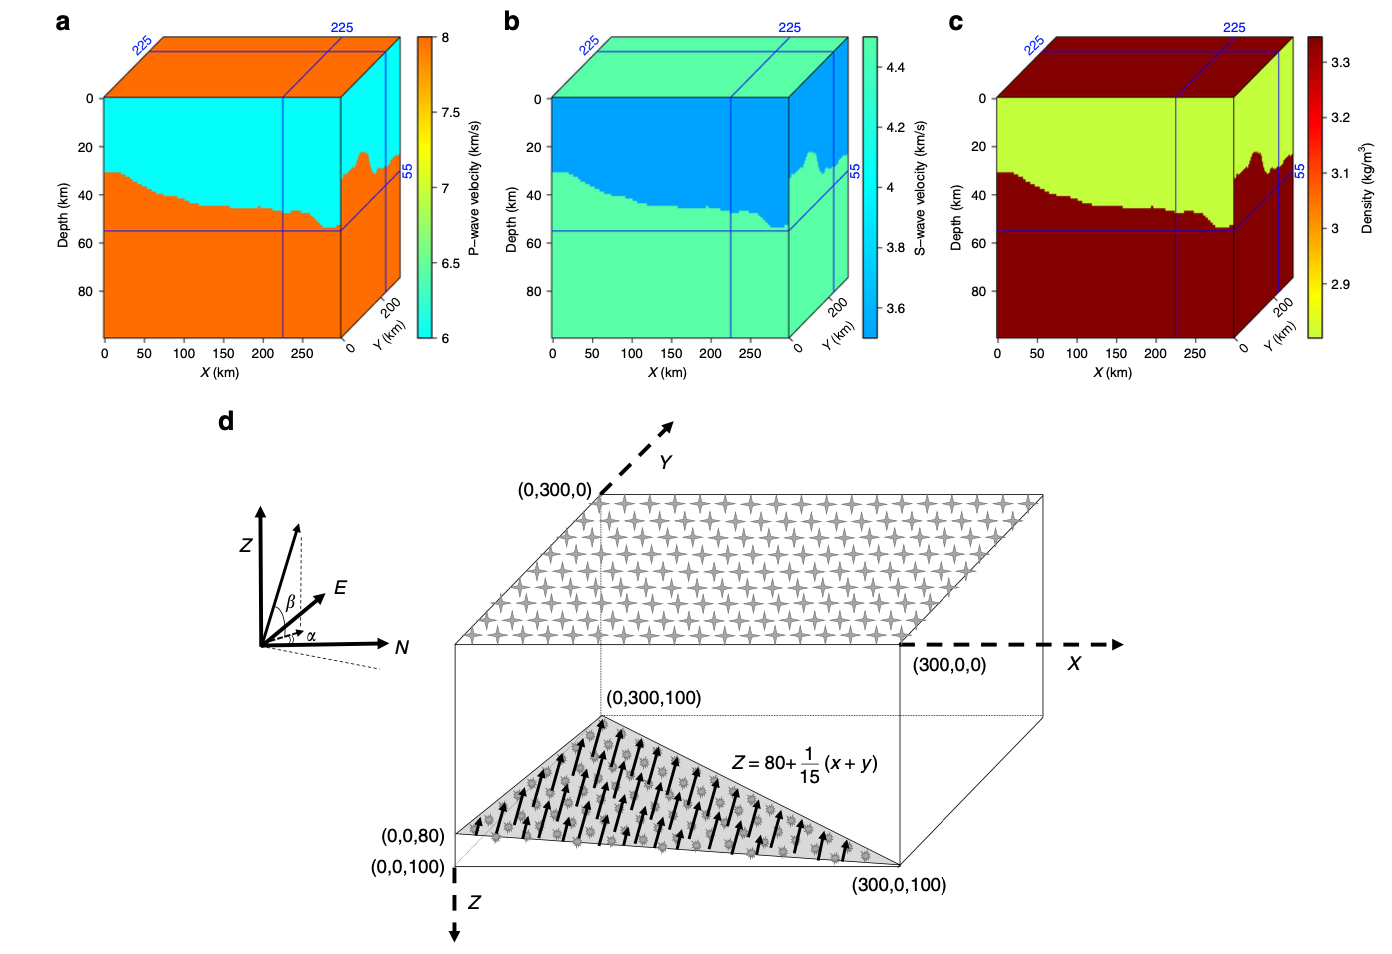 a
225
225
0
20
40
60
80
Depth (km)
55
0 50 100 150 200 250
X (km)
0
200
Y (km)
8
7.5
7
6.5
6
P–wave velocity (km/s)
b
225
225
0
20
40
60
80
Depth (km)
55
0 50 100 150 200 250
X (km)
0
200
Y (km)
4.4
4.2
4
3.8
3.6
S–wave velocity (km/s)
c
225
225
0
20
40
60
80
Depth (km)
55
0 50 100 150 200 250
X (km)
0
200
Y (km)
3.3
3.2
3.1
3
2.9
Density (kg/m³)
d
Z
E
β
α
N
Y
(0,300,0)
(300,0,0)
X
(0,300,100)
Z = 80+ 1/15 (x + y)
(0,0,80)
(0,0,100)
(300,0,100)
Z